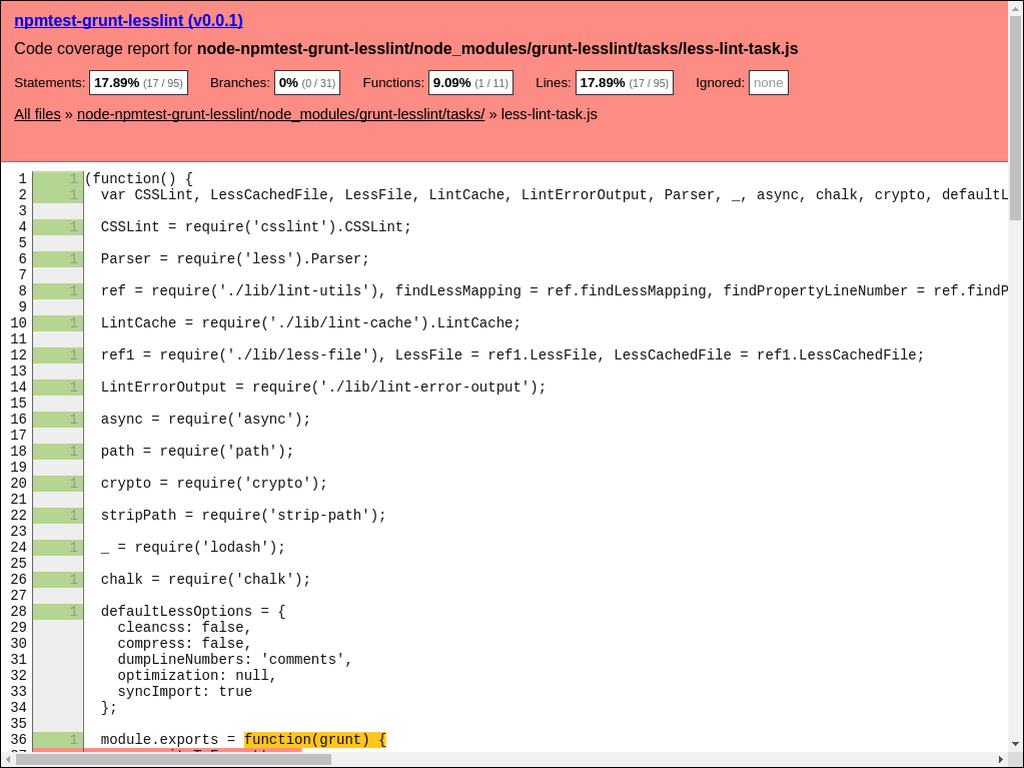 npmtest-grunt-lesslint (v0.0.1)
Code coverage report for node-npmtest-grunt-lesslint/node_modules/grunt-lesslint/tasks/less-lint-task.js
Statements: 17.89% (17 / 95) Branches: 0% (0 / 31) Functions: 9.09% (1 / 11) Lines: 17.89% (17 / 95) Ignored: none
All files » node-npmtest-grunt-lesslint/node_modules/grunt-lesslint/tasks/ » less-lint-task.js
1 1 (function() {
2 1 var CSSLint, LessCachedFile, LessFile, LintCache, LintErrorOutput, Parser, _, async, chalk, crypto, defaultL
3
4 1 CSSLint = require('csslint').CSSLint;
5
6 1 Parser = require('less').Parser;
7
8 1 ref = require('./lib/lint-utils'), findLessMapping = ref.findLessMapping, findPropertyLineNumber = ref.findP
9
10 1 LintCache = require('./lib/lint-cache').LintCache;
11
12 1 ref1 = require('./lib/less-file'), LessFile = ref1.LessFile, LessCachedFile = ref1.LessCachedFile;
13
14 1 LintErrorOutput = require('./lib/lint-error-output');
15
16 1 async = require('async');
17
18 1 path = require('path');
19
20 1 crypto = require('crypto');
21
22 1 stripPath = require('strip-path');
23
24 1 _ = require('lodash');
25
26 1 chalk = require('chalk');
27
28 1 defaultLessOptions = {
29 cleancss: false,
30 compress: false,
31 dumpLineNumbers: 'comments',
32 optimization: null,
33 syncImport: true
34 };
35
36 1 module.exports = function(grunt) {